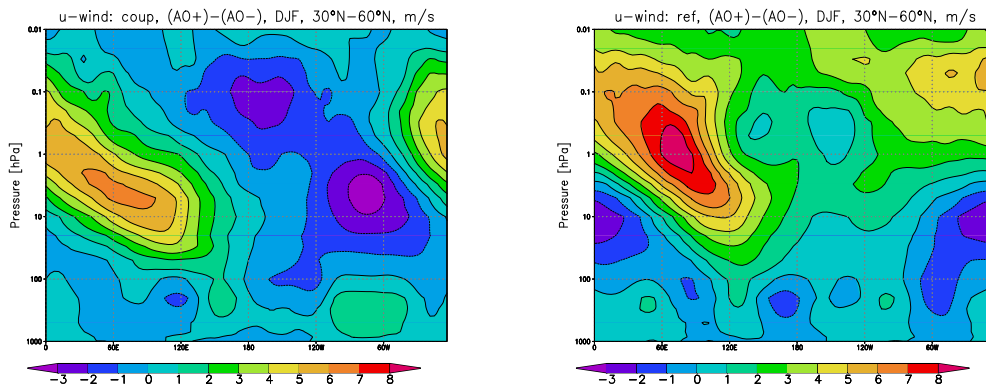 u-wind: coup, (AO+)-(AO-), DJF, 30°N-60°N, m/s
Pressure [hPa]
0.01
0.1
1
10
100
1000
0 60E 120E 180 120W 60W
-3 -2 -1 0 1 2 3 4 5 6 7 8
u-wind: ref, (AO+)-(AO-), DJF, 30°N-60°N, m/s
Pressure [hPa]
0.01
0.1
1
10
100
1000
0 60E 120E 180 120W 60W
-3 -2 -1 0 1 2 3 4 5 6 7 8